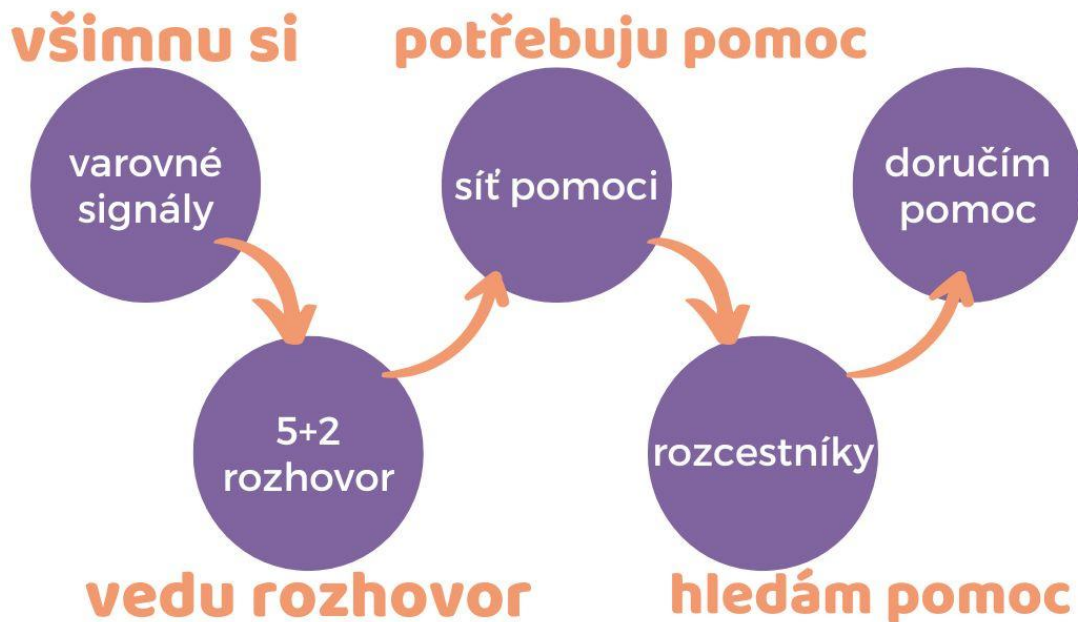 všimnu si
varovné
signály
5+2
rozhovor
vedu rozhovor
potřebuju pomoc
síť pomoci
rozcestníky
hledám pomoc
doručím
pomoc